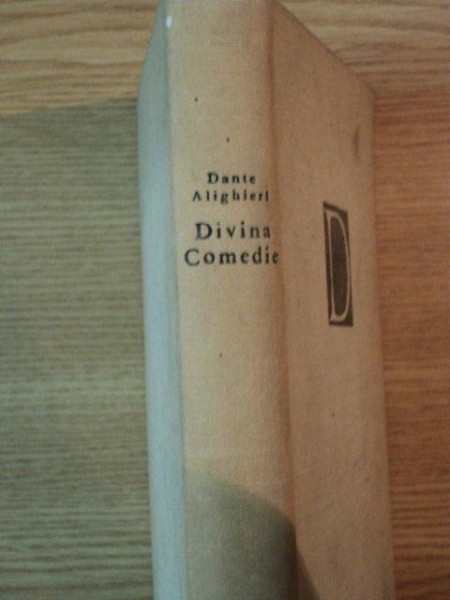 Dante
Alighieri
Divina
Comedie
D